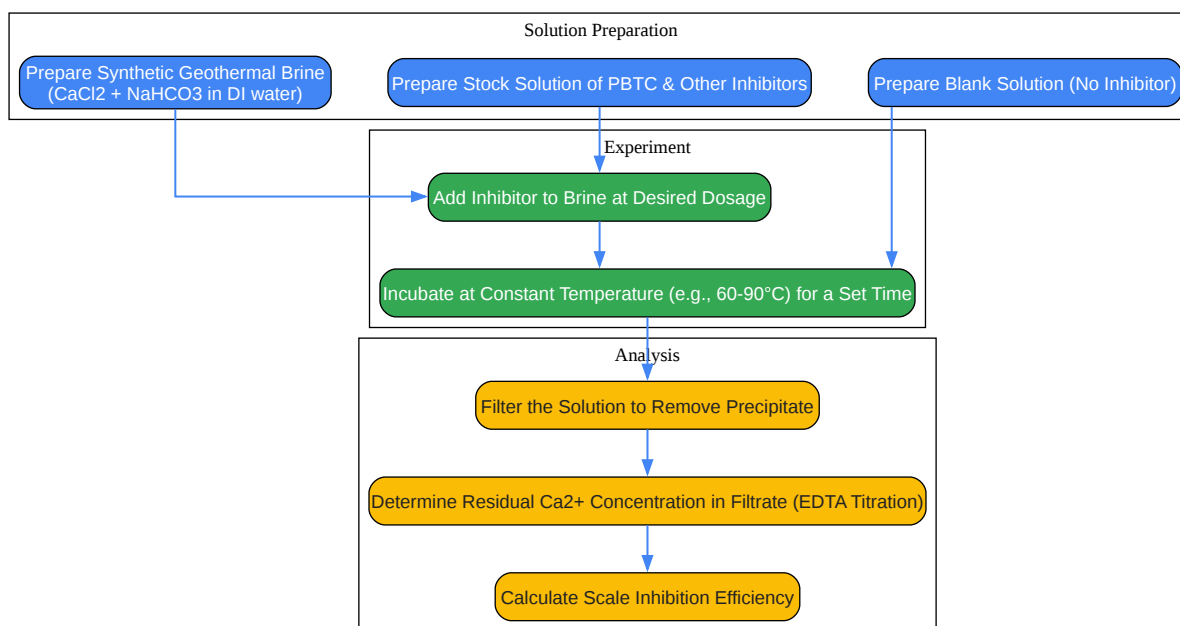 Solution Preparation
Prepare Synthetic Geothermal Brine
(CaCl2 + NaHCO3 in DI water)
Prepare Stock Solution of PBTC & Other Inhibitors
Prepare Blank Solution (No Inhibitor)
Experiment
Add Inhibitor to Brine at Desired Dosage
Incubate at Constant Temperature (e.g., 60-90°C) for a Set Time
Analysis
Filter the Solution to Remove Precipitate
Determine Residual Ca2+ Concentration in Filtrate (EDTA Titration)
Calculate Scale Inhibition Efficiency